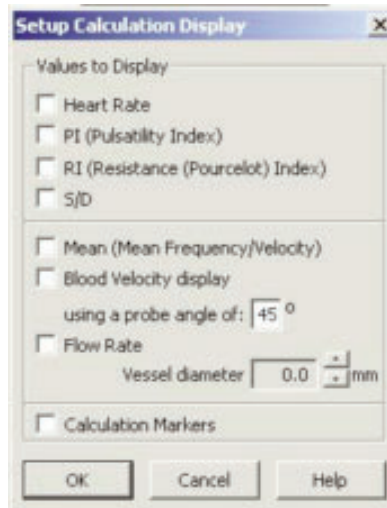 Setup Calculation Display
Values to Display
Heart Rate
PI (Pulsatility Index)
RI (Resistance (Pourcelot) Index)
S/D
Mean (Mean Frequency/Velocity)
Blood Velocity display
using a probe angle of: 45 °
Flow Rate
Vessel diameter 0.0 mm
Calculation Markers
OK Cancel Help